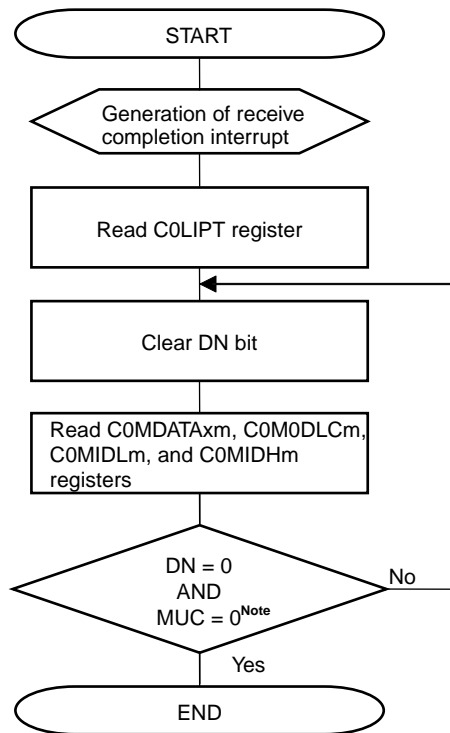 START
Generation of receive
completion interrupt
Read C0LIPT register
Clear DN bit
Read C0MDATAxm, C0M0DLCm,
C0MIDLm, and C0MIDHm
registers
DN = 0
AND
MUC = 0Note
No
Yes
END